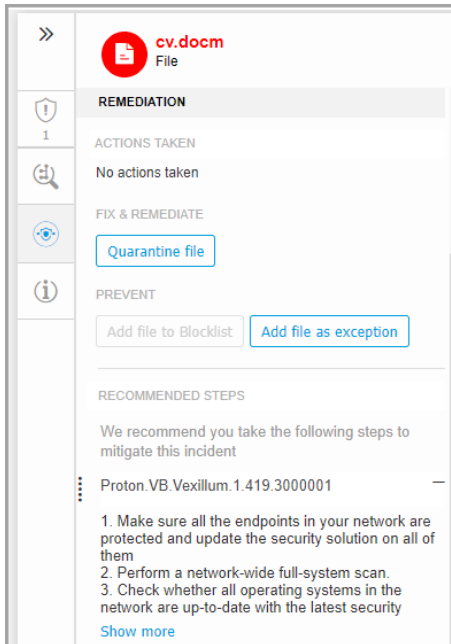 cv.docm
File
REMEDIATION
1
ACTIONS TAKEN
No actions taken
FIX & REMEDIATE
Quarantine file
PREVENT
Add file to Blocklist Add file as exception
RECOMMENDED STEPS
We recommend you take the following steps to
mitigate this incident
Proton.VB.Vexillum.1.419.3000001
1. Make sure all the endpoints in your network are
protected and update the security solution on all of
them
2. Perform a network-wide full-system scan.
3. Check whether all operating systems in the
network are up-to-date with the latest security
Show more